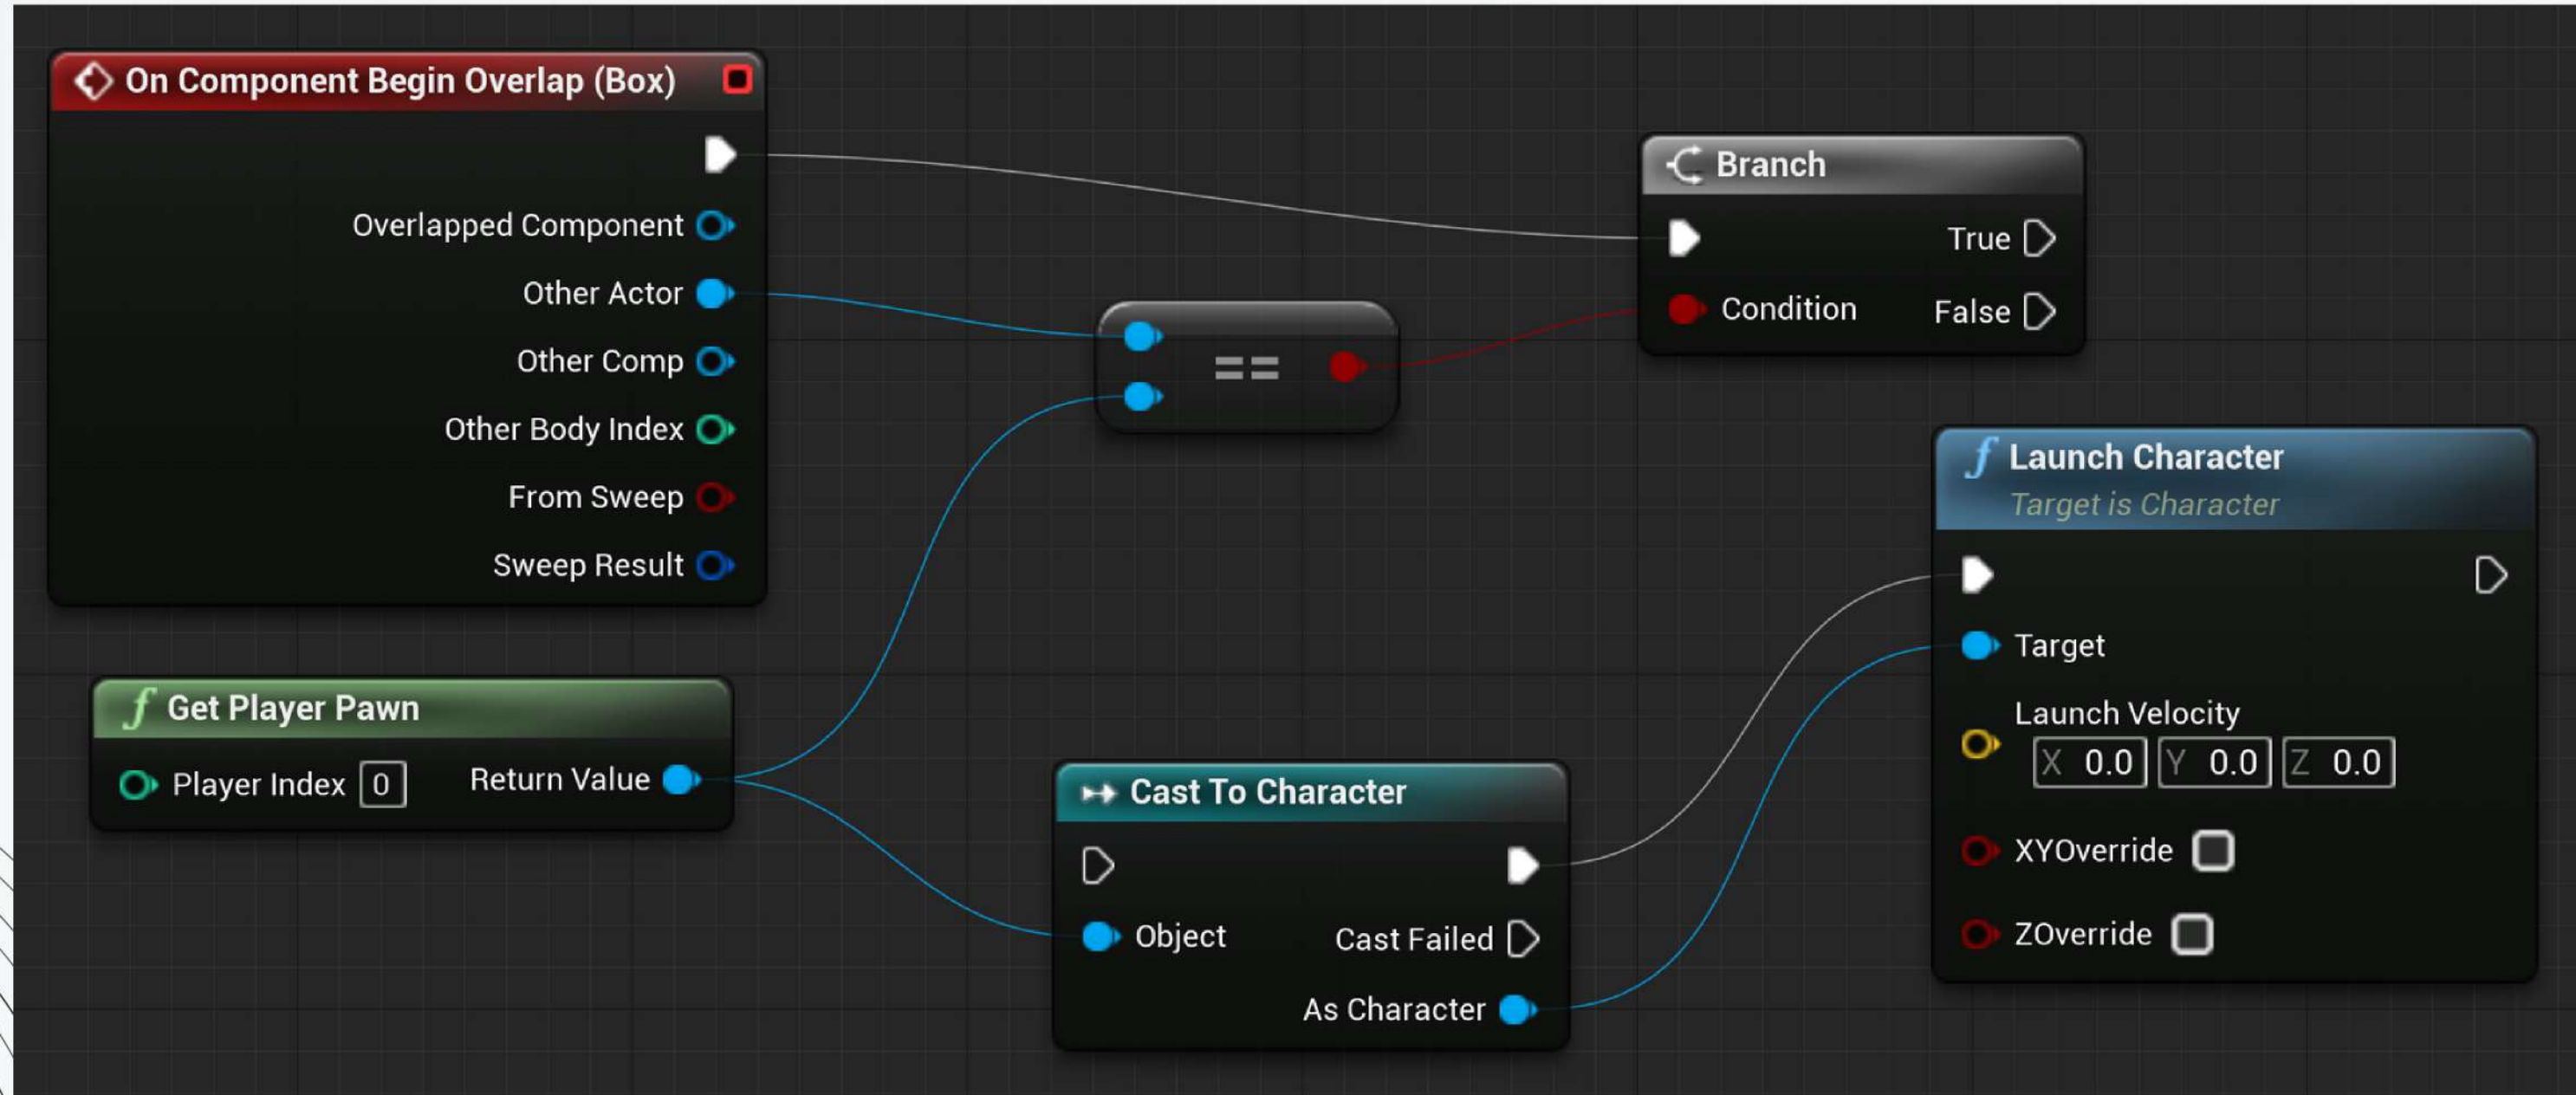 On Component Begin Overlap (Box)
Overlapped Component
Other Actor
Other Comp
Other Body Index
From Sweep
Sweep Result
Get Player Pawn
Player Index 0 Return Value
==
Branch
True
Condition False
Cast To Character
Object Cast Failed
As Character
f Launch Character
Target is Character
Target
Launch Velocity
X 0.0 Y 0.0 Z 0.0
XYOverride
ZOverride